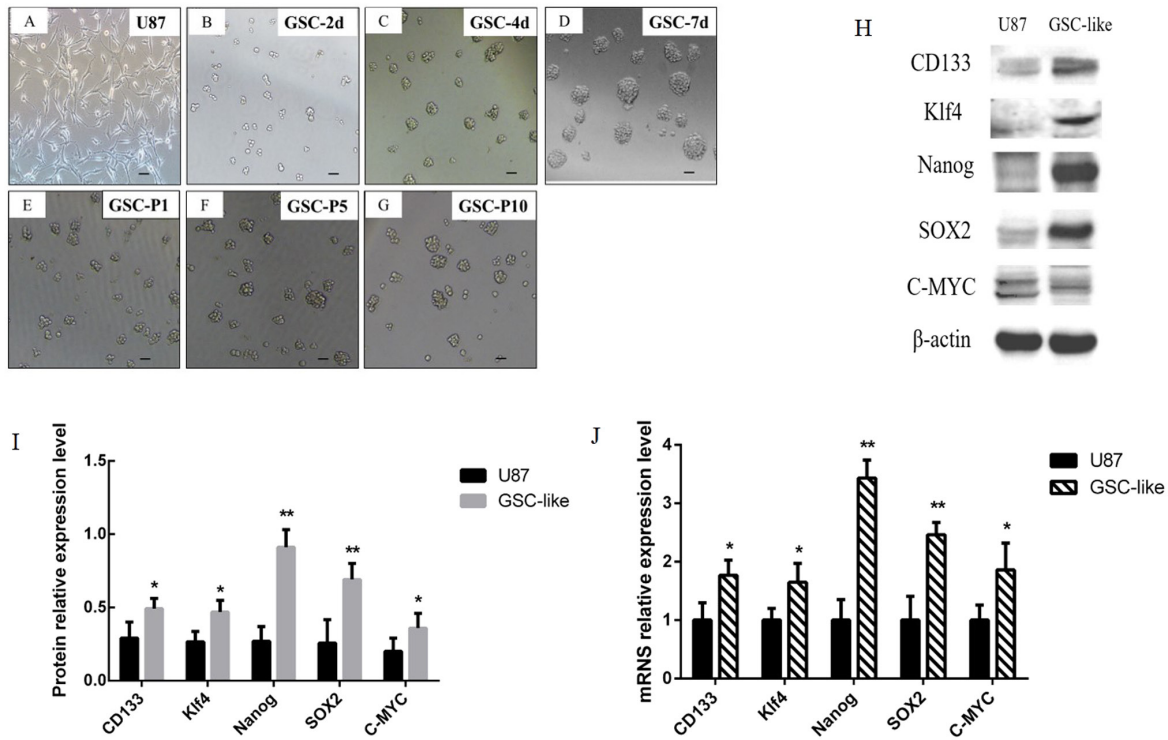 A U87
B GSC-2d
C GSC-4d
D GSC-7d
E GSC-P1
F GSC-P5
G GSC-P10
H
U87 GSC-like
CD133
Klf4
Nanog
SOX2
C-MYC
β-actin
I
Protein relative expression level
1.5
1.0
0.5
0.0
* * ** ** *
CD133 Klf4 Nanog SOX2 C-MYC
U87
GSC-like
J
mRNS relative expression level
4
3
2
1
0
* * ** ** *
CD133 Klf4 Nanog SOX2 C-MYC
U87
GSC-like